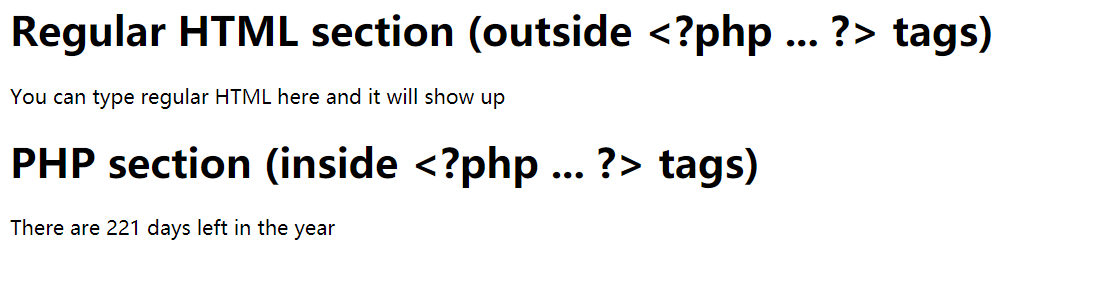 Regular HTML section (outside <?php ... ?> tags)
You can type regular HTML here and it will show up
PHP section (inside <?php ... ?> tags)
There are 221 days left in the year